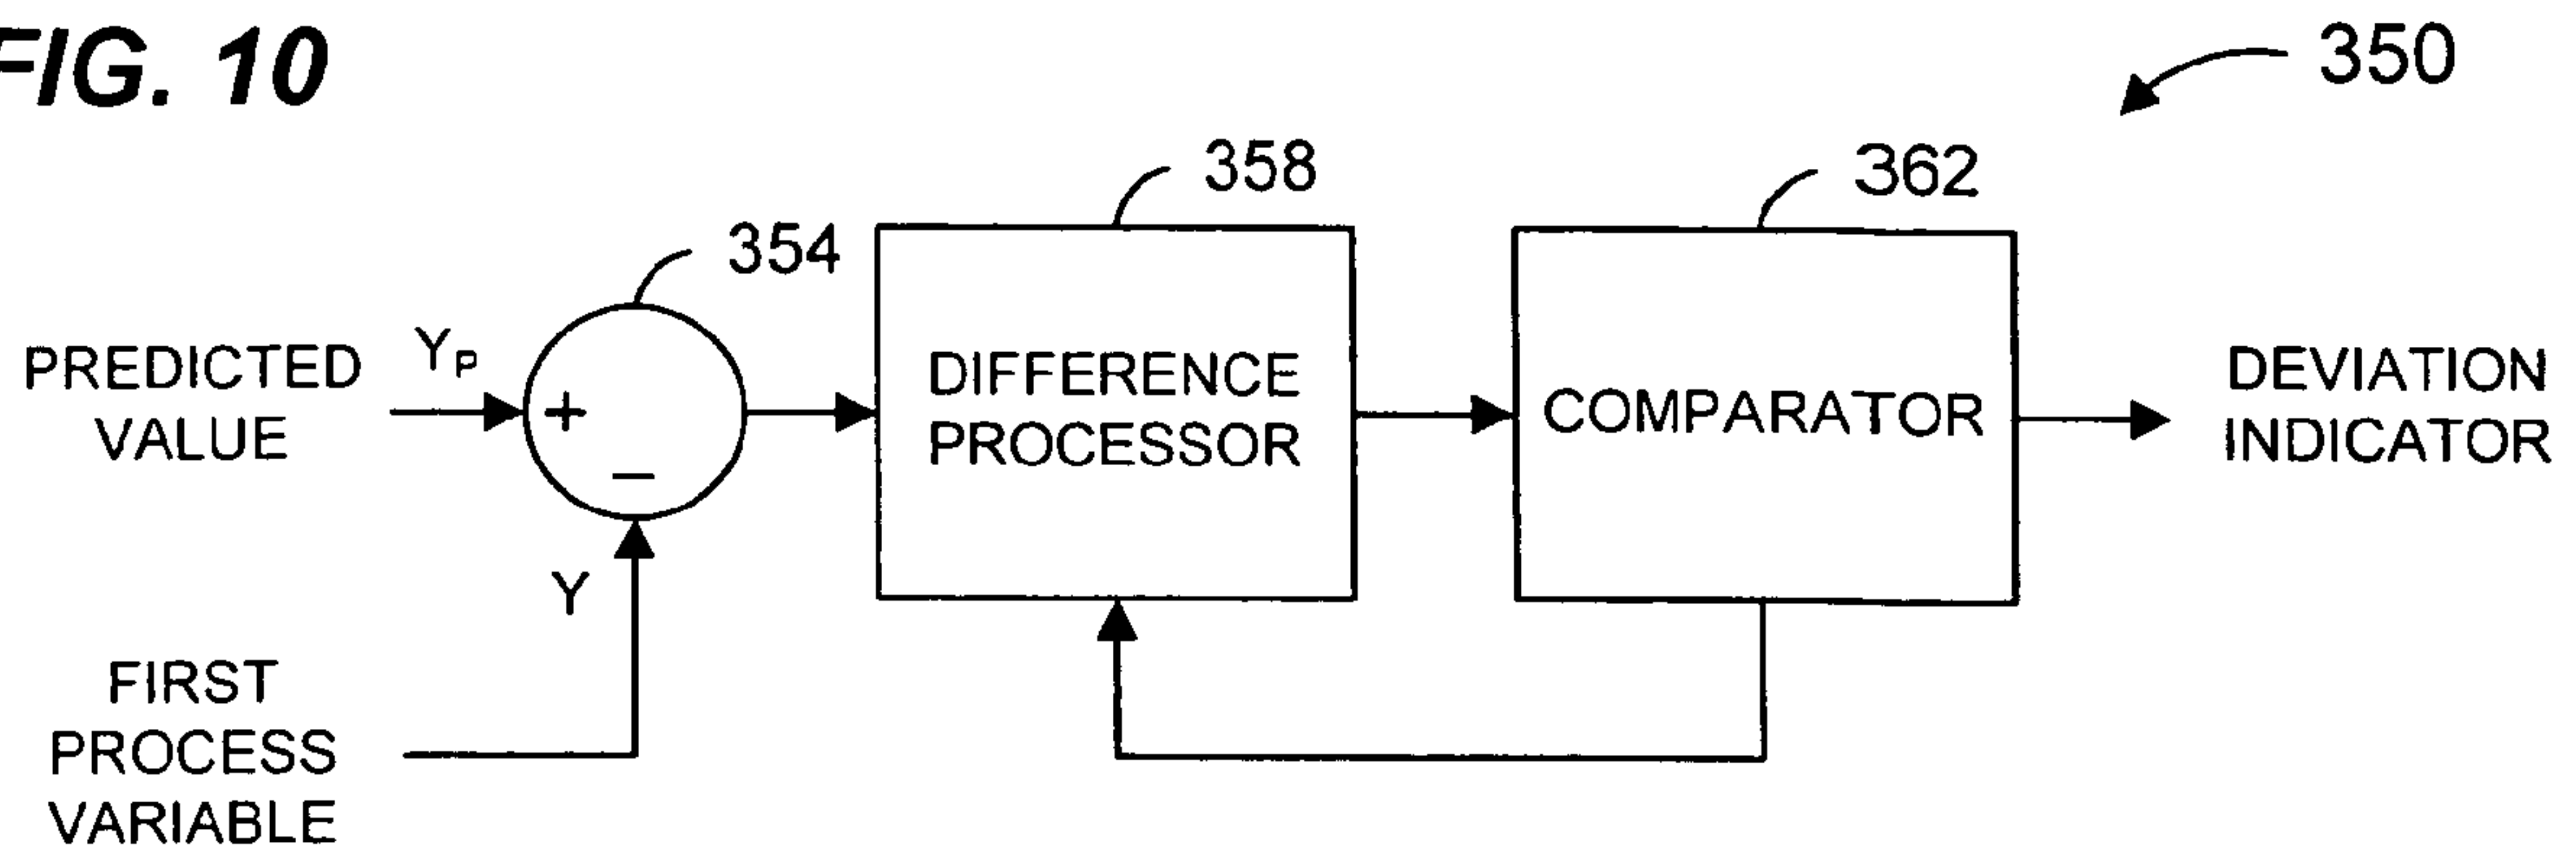 FIG. 10
350
358
362
354
PREDICTED
VALUE
Yₚ
+
−
DIFFERENCE
PROCESSOR
COMPARATOR
DEVIATION
INDICATOR
Y
FIRST
PROCESS
VARIABLE